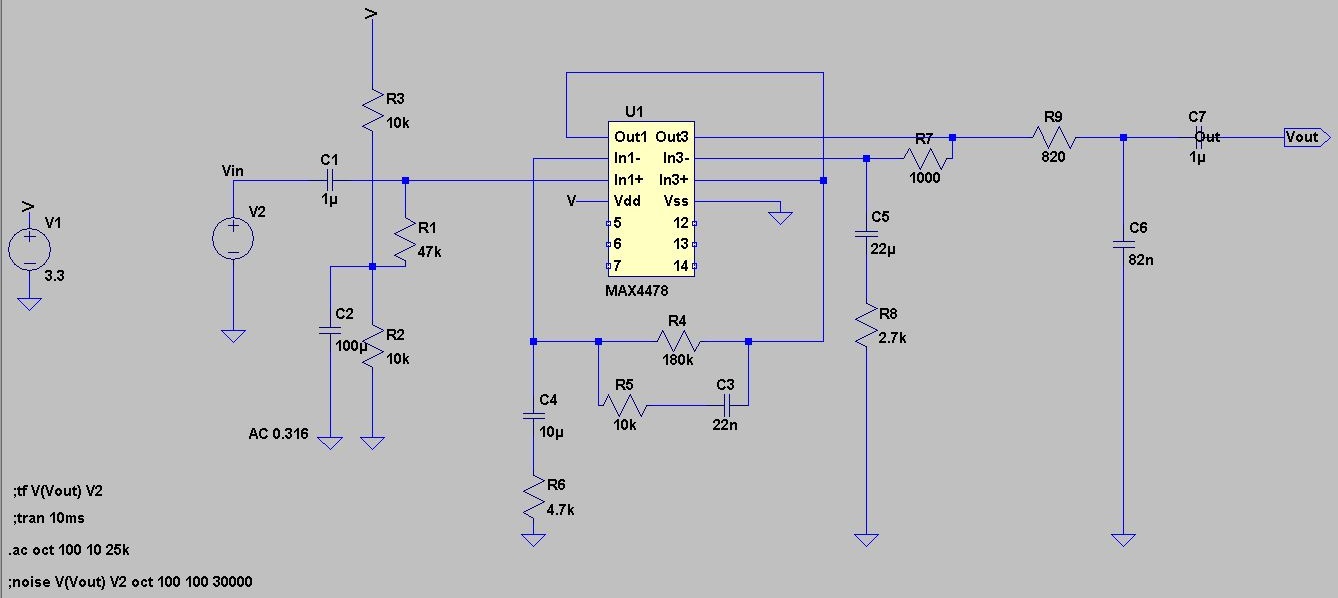 V
R3
10k
U1
Out1 Out3
In1- In3-
In1+ In3+
V Vdd Vss
5 12
6 13
7 14
MAX4478
R7
1000
R9
820
C7
Out
1µ
Vout
Vin
C1
1µ
V
V1
3.3
V2
R1
47k
C5
22µ
C6
82n
C2
100µ
R2
10k
R4
180k
R8
2.7k
R5
10k
C3
22n
C4
10µ
AC 0.316
R6
4.7k
;tf V(Vout) V2
;tran 10ms
.ac oct 100 10 25k
;noise V(Vout) V2 oct 100 100 30000